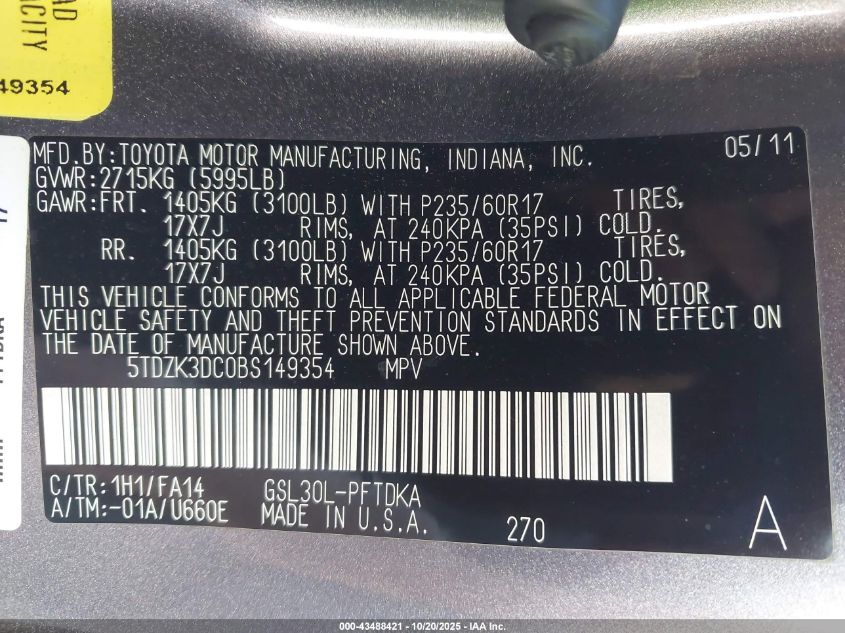 AD
ACITY
49354
MFD.BY:TOYOTA MOTOR MANUFACTURING, INDIANA, INC. 05/11
GVWR:2715KG (5995LB)
GAWR:FRT. 1405KG (3100LB) WITH P235/60R17 TIRES,
17X7J RIMS, AT 240KPA (35PSI) COLD.
RR. 1405KG (3100LB) WITH P235/60R17 TIRES,
17X7J RIMS, AT 240KPA (35PSI) COLD.
THIS VEHICLE CONFORMS TO ALL APPLICABLE FEDERAL MOTOR
VEHICLE SAFETY AND THEFT PREVENTION STANDARDS IN EFFECT ON
THE DATE OF MANUFACTURE SHOWN ABOVE.
5TDZK3DC0BS149354 MPV
C/TR:1H1/FA14 GSL30L-PFTDKA
A/TM:-01A/U660E MADE IN U.S.A. 270 A
000-43488421 - 10/20/2025 - IAA Inc.